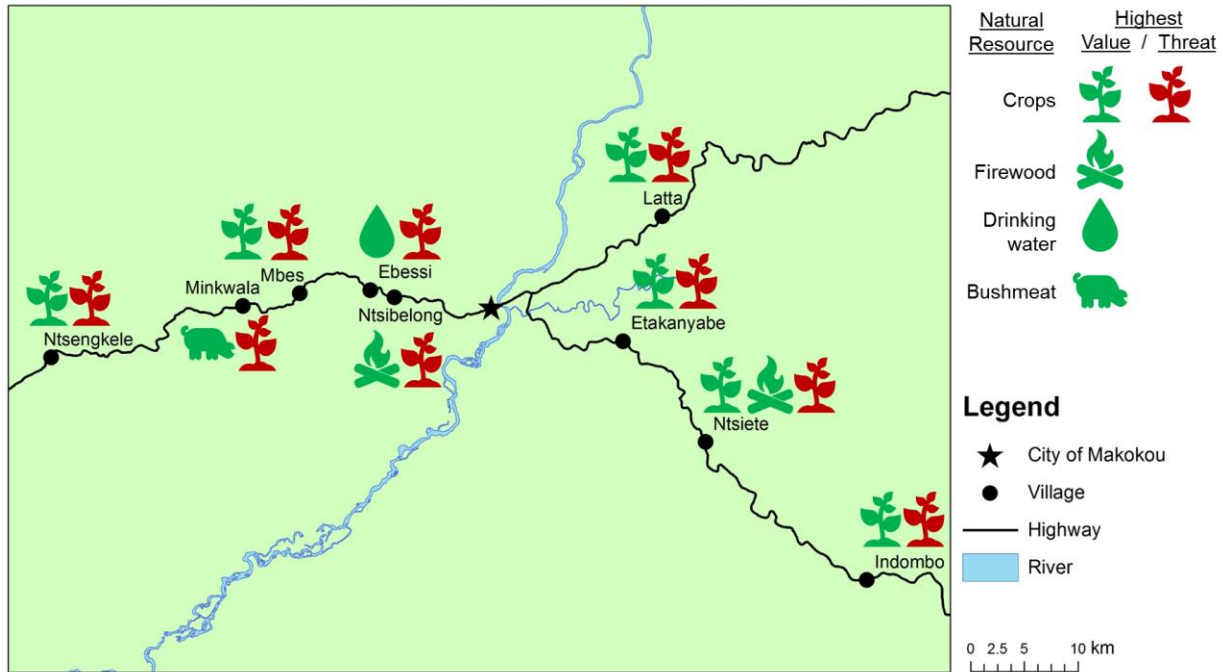 Latta
Ebessi
Mbes
Minkwala
Ntsibelong
Etakanyabe
Ntsengkele
Ntsiete
Indombo
Natural Highest
Resource Value / Threat
Crops
Firewood
Drinking
water
Bushmeat
Legend
City of Makokou
Village
Highway
River
0 2.5 5 10 km